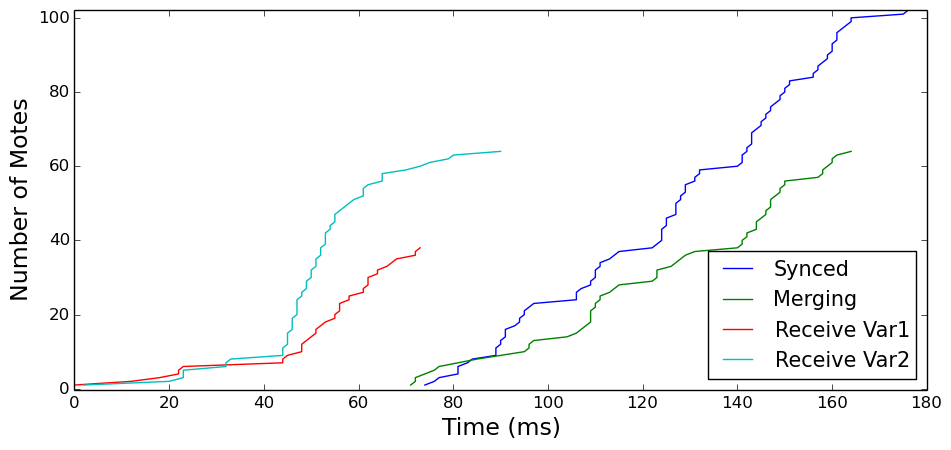 100
80
60
40
20
0
Number of Motes
0 20 40 60 80 100 120 140 160 180
Time (ms)
Synced
Merging
Receive Var1
Receive Var2